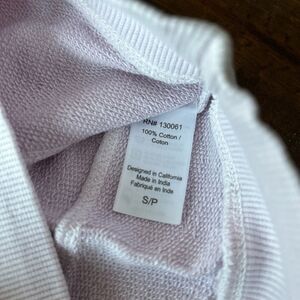 RN# 130061
100% Cotton /
Coton
Designed in California
Made in India
Fabriqué en Inde
S/P